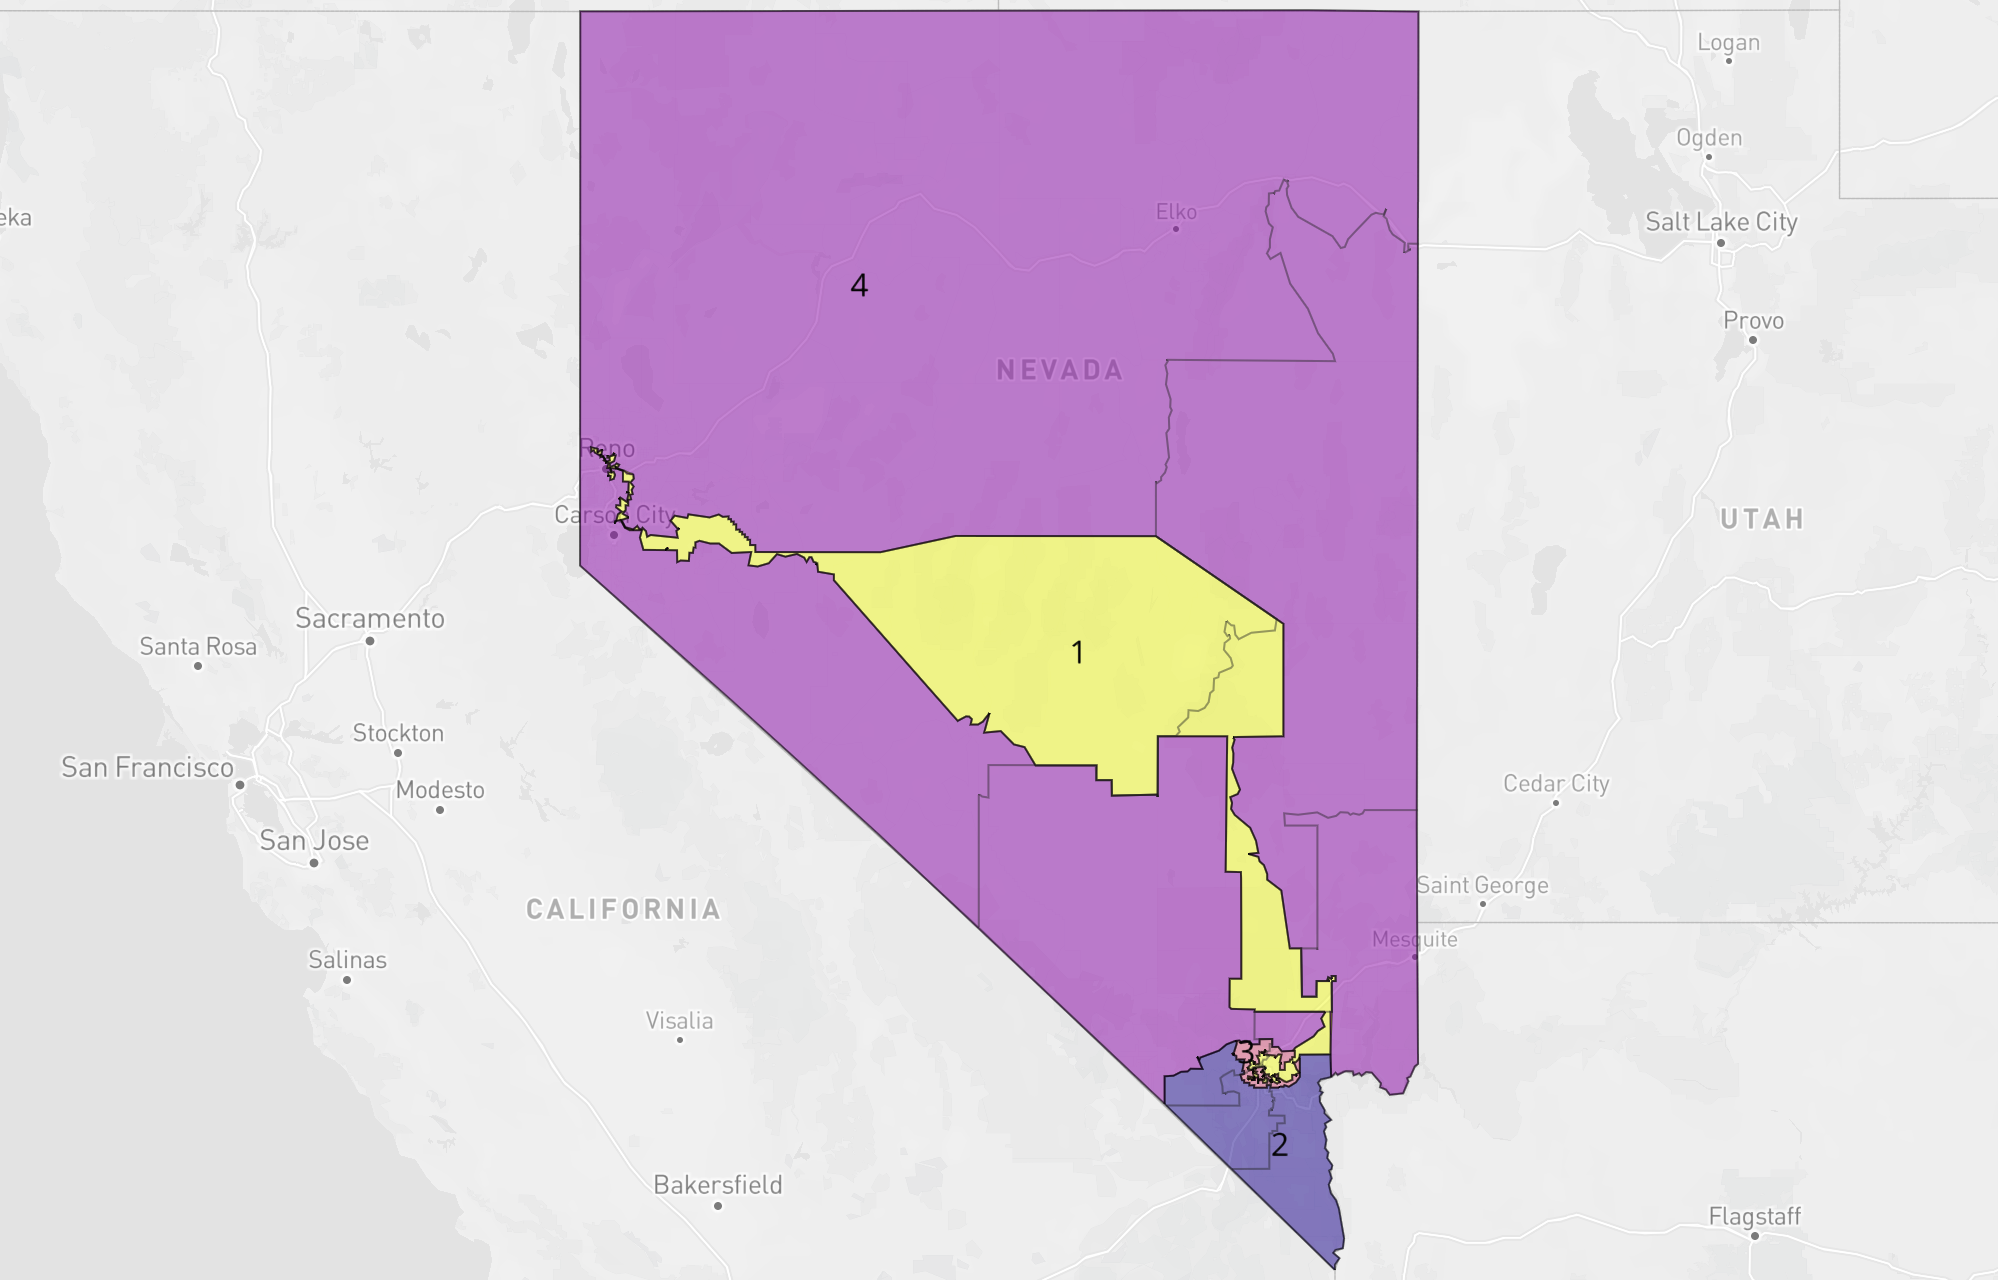 Logan
Ogden
eka
Elko
Salt Lake City
4
Provo
NEVADA
Reno
Carson City
UTAH
Sacramento
Santa Rosa
1
Stockton
San Francisco
Modesto
Cedar City
San Jose
Saint George
CALIFORNIA
Mesquite
Salinas
Visalia
3
2
Bakersfield
Flagstaff